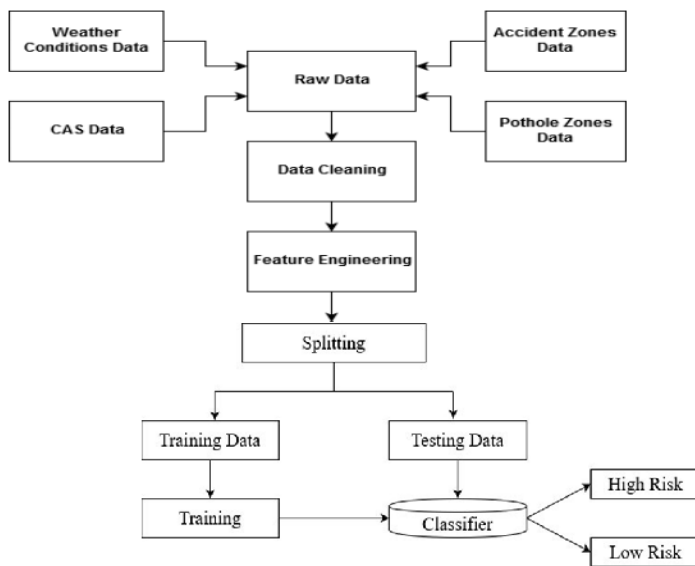 Weather
Conditions Data
Accident Zones
Data
Raw Data
CAS Data
Pothole Zones
Data
Data Cleaning
Feature Engineering
Splitting
Training Data
Testing Data
High Risk
Training
Classifier
Low Risk